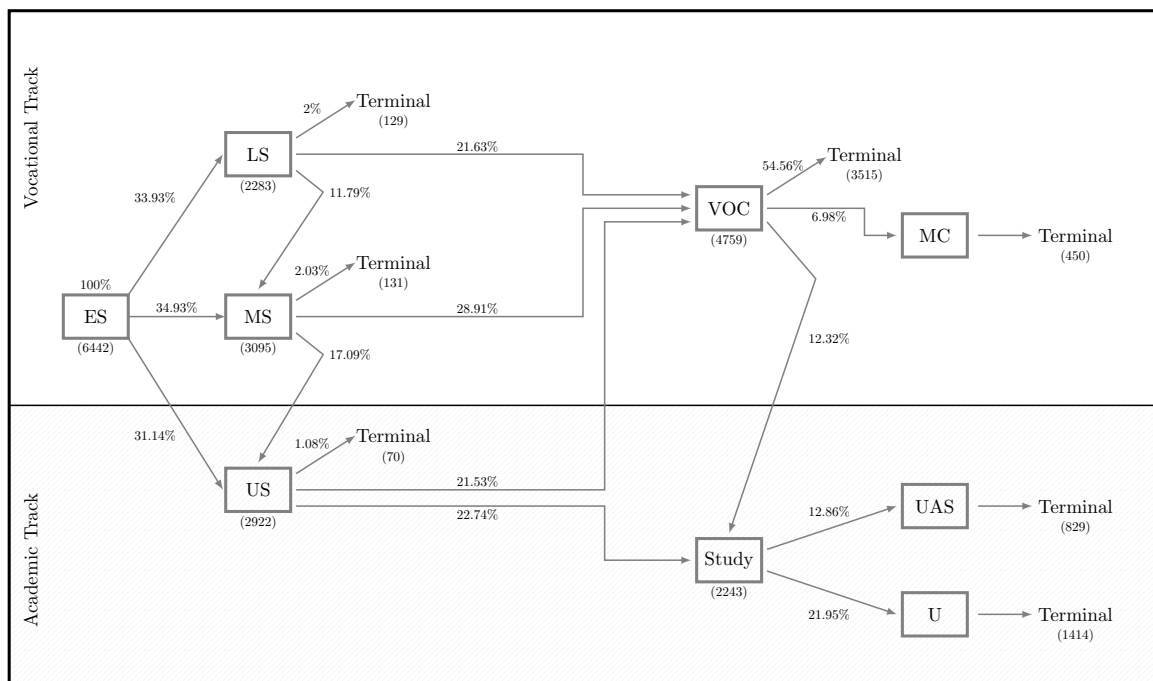 Vocational Track
Academic Track
100%
ES
(6442)
33.93%
34.93%
31.14%
LS
(2283)
2%
Terminal
(129)
21.63%
11.79%
MS
(3095)
2.03%
Terminal
(131)
28.91%
17.09%
US
(2922)
1.08%
Terminal
(70)
21.53%
22.74%
VOC
(4759)
54.56%
Terminal
(3515)
6.98%
MC
Terminal
(450)
12.32%
Study
(2243)
12.86%
UAS
Terminal
(829)
21.95%
U
Terminal
(1414)